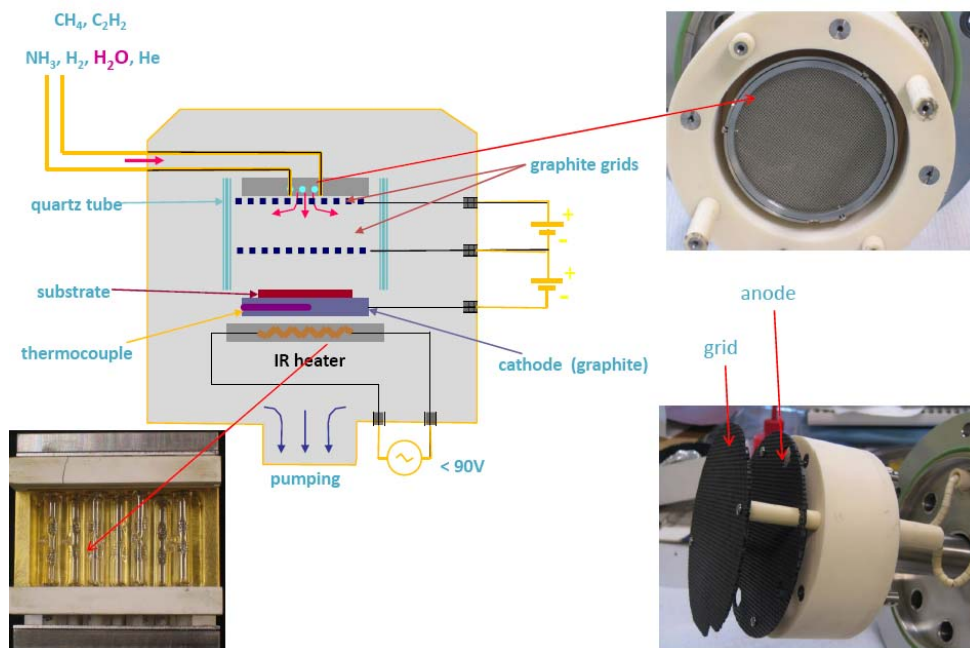 CH₄, C₂H₂
NH₃, H₂, H₂O, He
graphite grids
quartz tube
+
-
+
-
substrate
thermocouple
cathode (graphite)
IR heater
pumping
< 90V
anode
grid